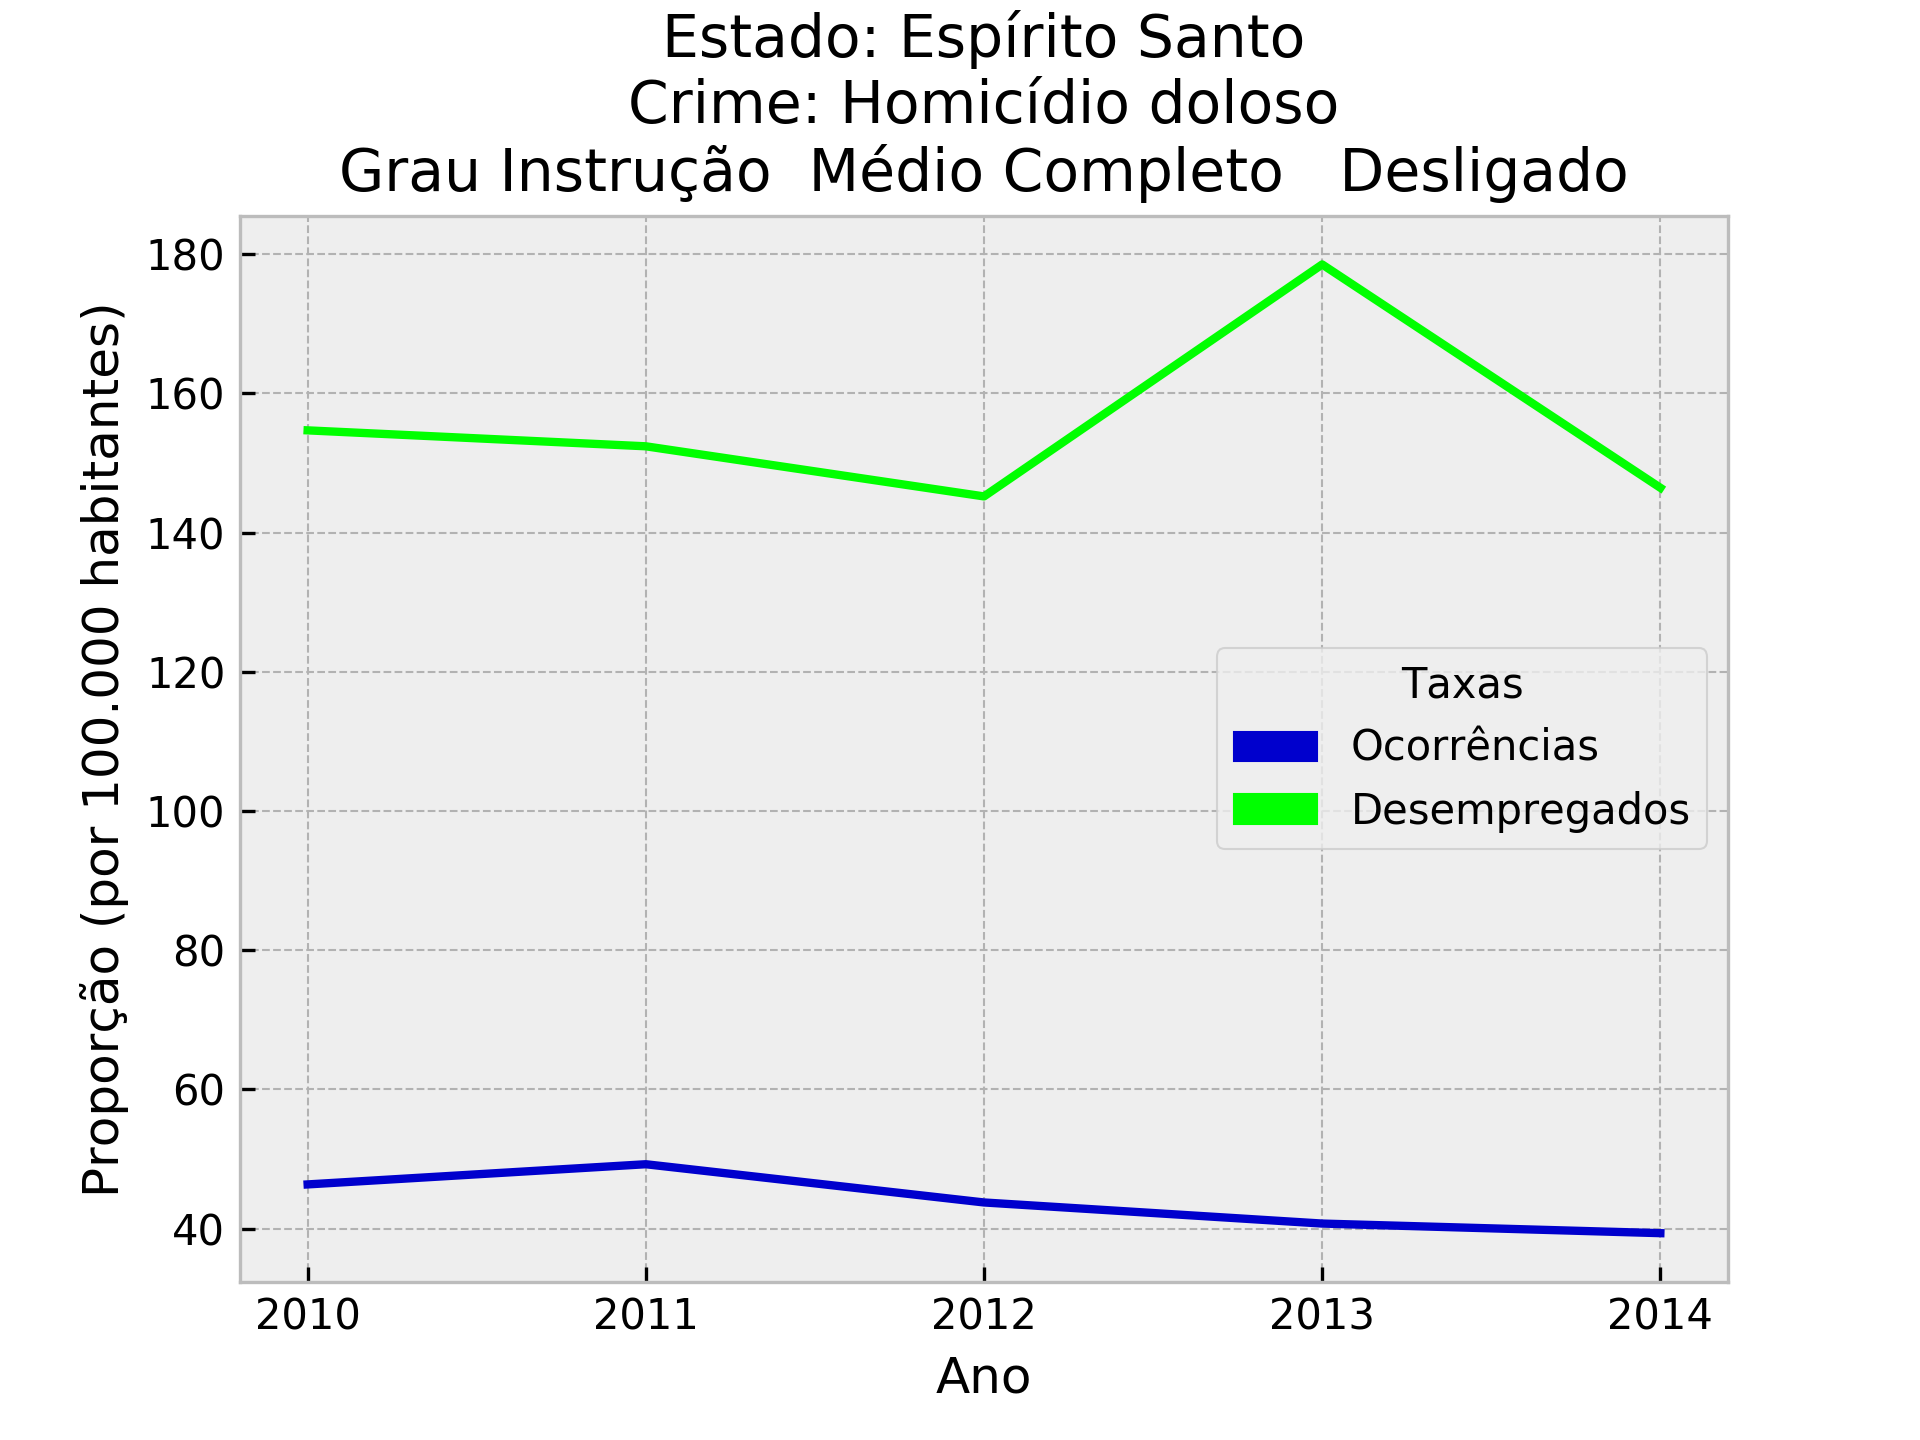 Estado: Espírito Santo
Crime: Homicídio doloso
Grau Instrução  Médio Completo   Desligado
Proporção (por 100.000 habitantes)
180
160
140
120
100
80
60
40
Taxas
Ocorrências
Desempregados
2010 2011 2012 2013 2014
Ano